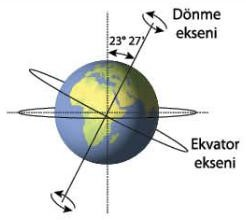 Dönme
ekseni
23° 27'
Ekvator
ekseni